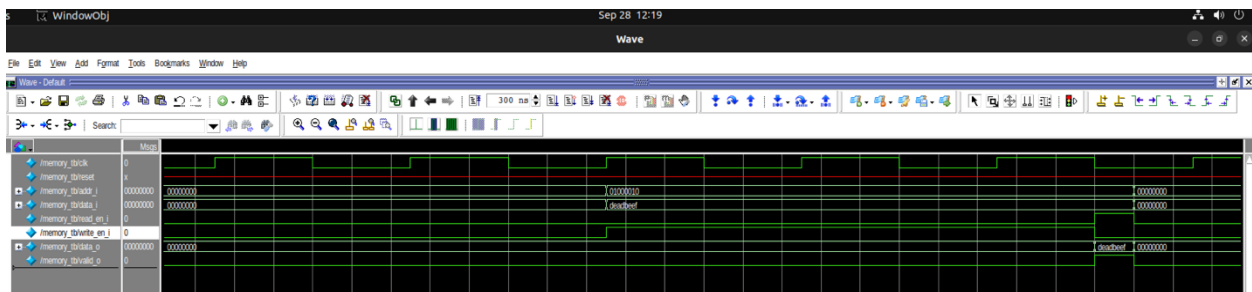 s WindowObj Sep 28 12:19
Wave
File Edit View Add Format Tools Bookmarks Window Help
Wave - Default
300 ns
Search:
Msgs
/memory_tb/clk 0
/memory_tb/reset x
/memory_tb/addr_i 00000000 00000000 01000010 00000000
/memory_tb/data_i 00000000 00000000 deadbeef 00000000
/memory_tb/read_en_i 0
/memory_tb/write_en_i 0
/memory_tb/data_o 00000000 00000000 deadbeef 00000000
/memory_tb/valid_o 0